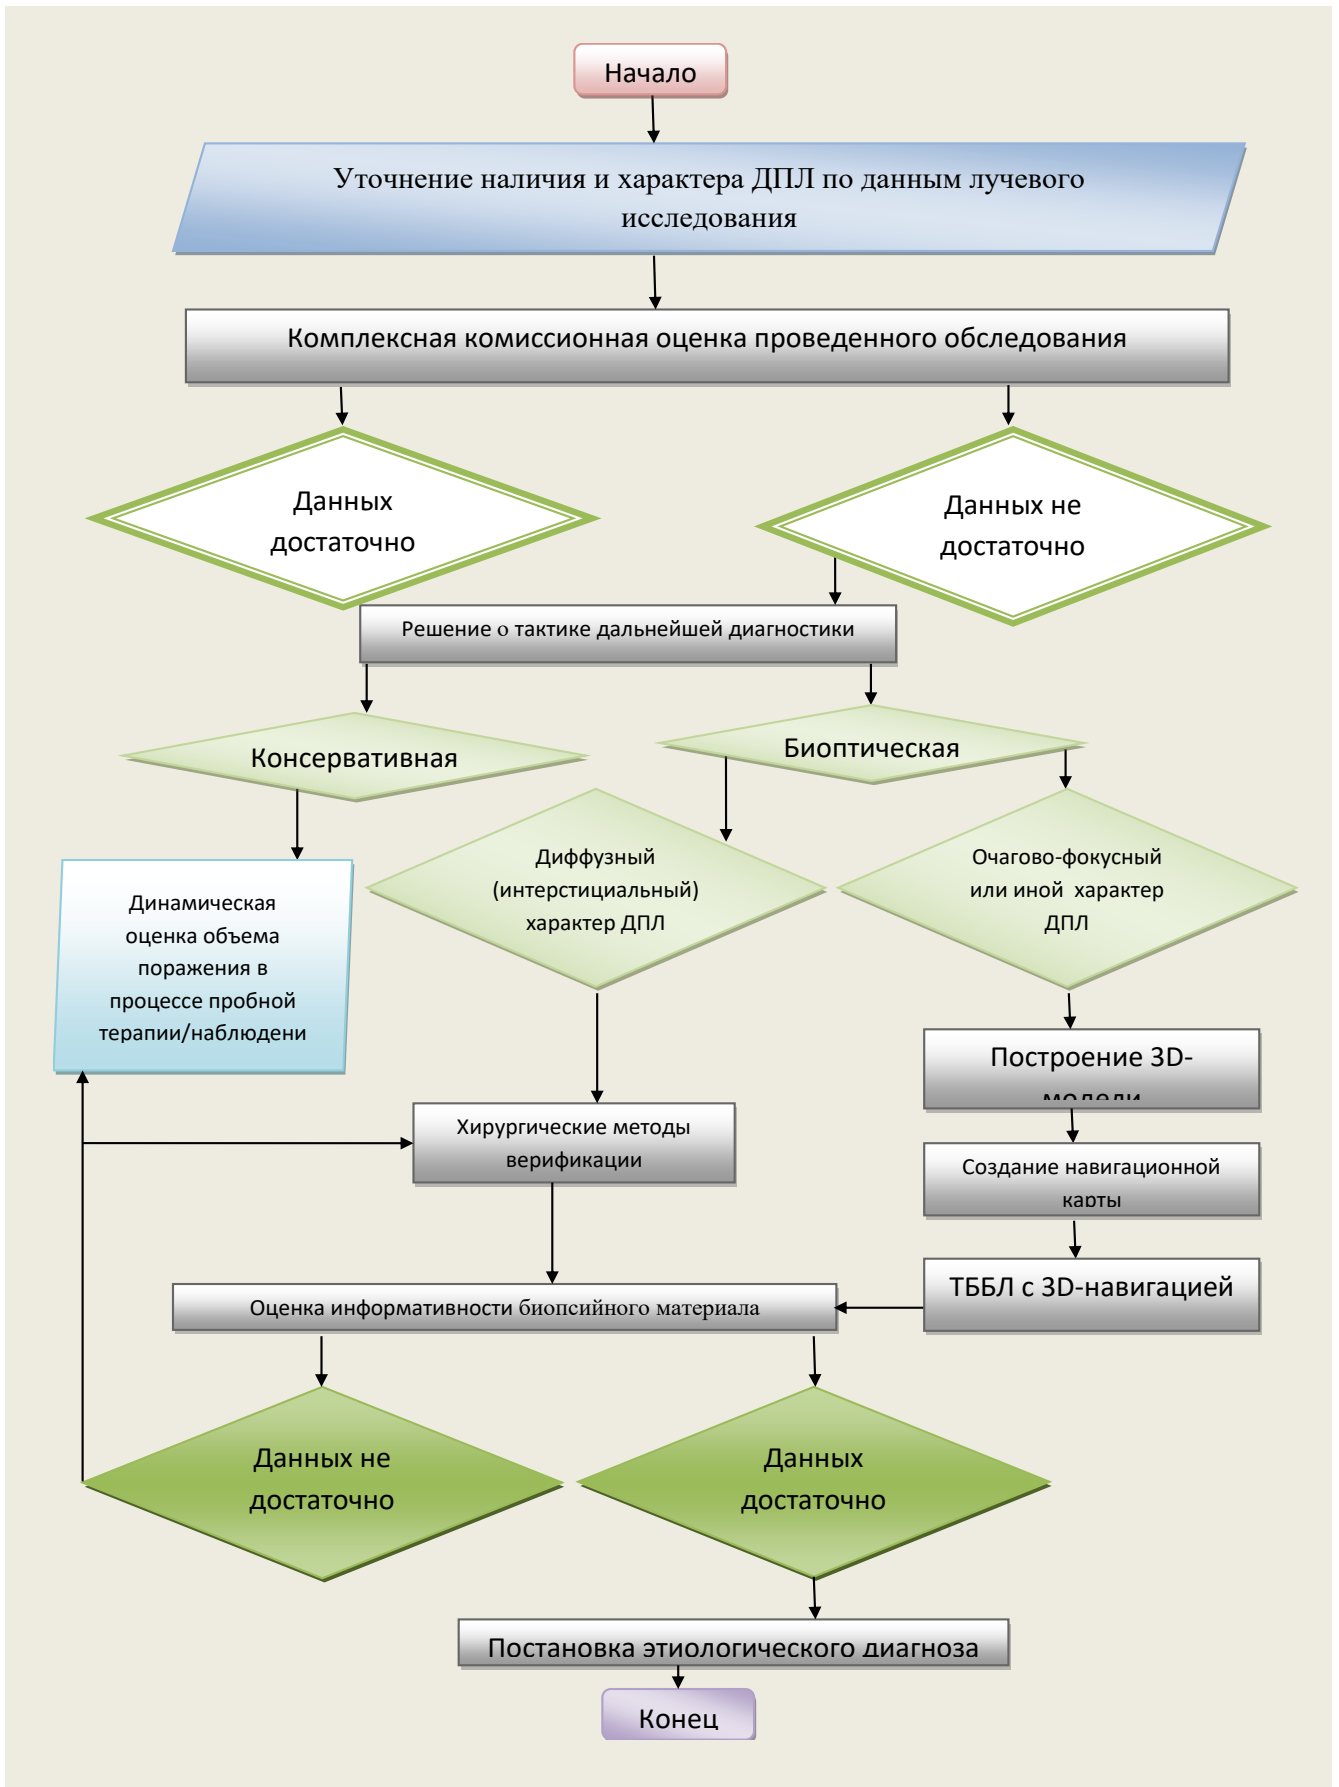 Начало
Уточнение наличия и характера ДПЛ по данным лучевого
исследования
Комплексная комиссионная оценка проведенного обследования
Данных
достаточно
Данных не
достаточно
Решение о тактике дальнейшей диагностики
Консервативная
Биоптическая
Диффузный
(интерстициальный)
характер ДПЛ
Очагово-фокусный
или иной характер
ДПЛ
Динамическая
оценка объема
поражения в
процессе пробной
терапии/наблюдени
Построение 3D-
модели
Хирургические методы
верификации
Создание навигационной
карты
ТББЛ с 3D-навигацией
Оценка информативности биопсийного материала
Данных не
достаточно
Данных
достаточно
Постановка этиологического диагноза
Конец